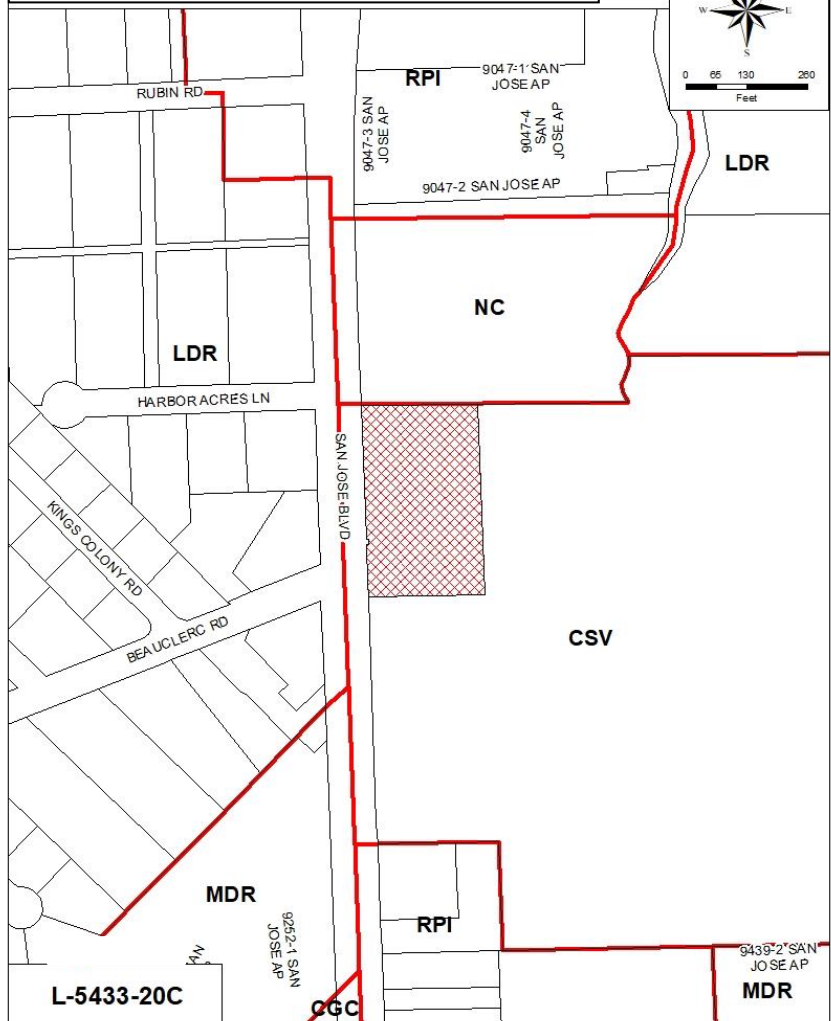 W
E
S
0 65 130 260
Feet
RUBIN RD
RPI
9047-1 SAN
JOSE AP
9047-3 SAN
JOSE AP
9047-4
SAN
JOSE AP
LDR
9047-2 SAN JOSE AP
NC
LDR
HARBOR ACRES LN
SAN JOSE BLVD
KINGS COLONY RD
BEAUCLERC RD
CSV
MDR
9252-1 SAN
JOSE AP
RPI
9439-2 SAN
JOSE AP
MDR
CGC
L-5433-20C